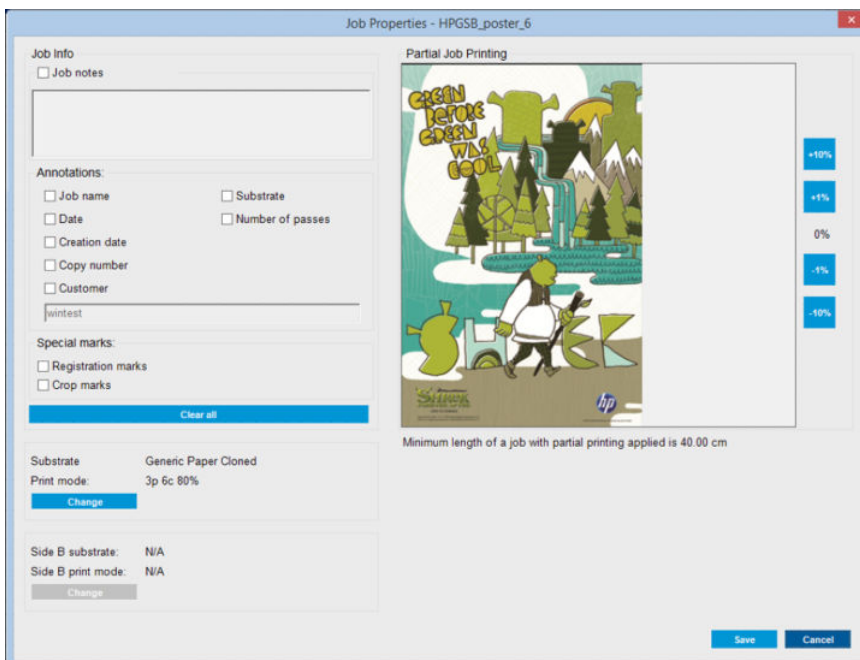 Job Properties - HPGSB_poster_6
Job Info
Job notes
Annotations:
Job name
Substrate
Date
Number of passes
Creation date
Copy number
Customer
wintest
Special marks:
Registration marks
Crop marks
Clear all
Substrate Generic Paper Cloned
Print mode: 3p 6c 80%
Change
Side B substrate: N/A
Side B print mode: N/A
Change
Partial Job Printing
GREEN
BEFORE
GREEN
WAS
COOL
SHREK
SHREK
hp
+10%
+1%
0%
-1%
-10%
Minimum length of a job with partial printing applied is 40.00 cm
Save
Cancel